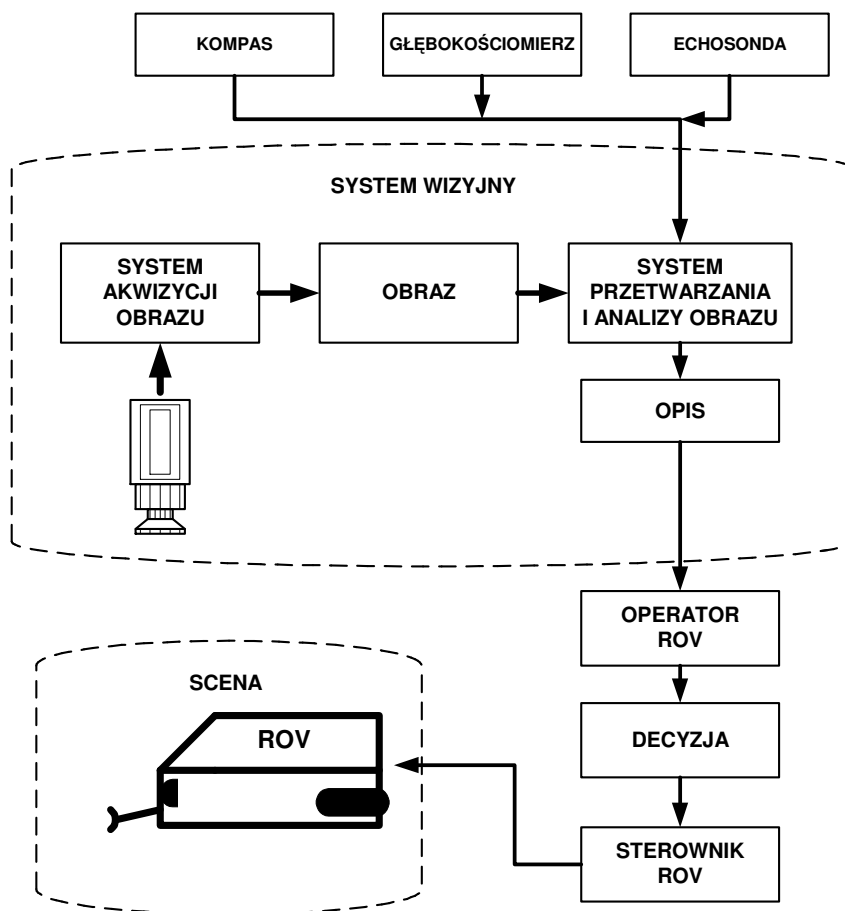 KOMPAS
GŁĘBOKOŚCIOMIERZ
ECHOSONDA
SYSTEM WIZYJNY
SYSTEM
AKWIZYCJI
OBRAZU
OBRAZ
SYSTEM
PRZETWARZANIA
I ANALIZY OBRAZU
OPIS
OPERATOR
ROV
SCENA
ROV
DECYZJA
STEROWNIK
ROV